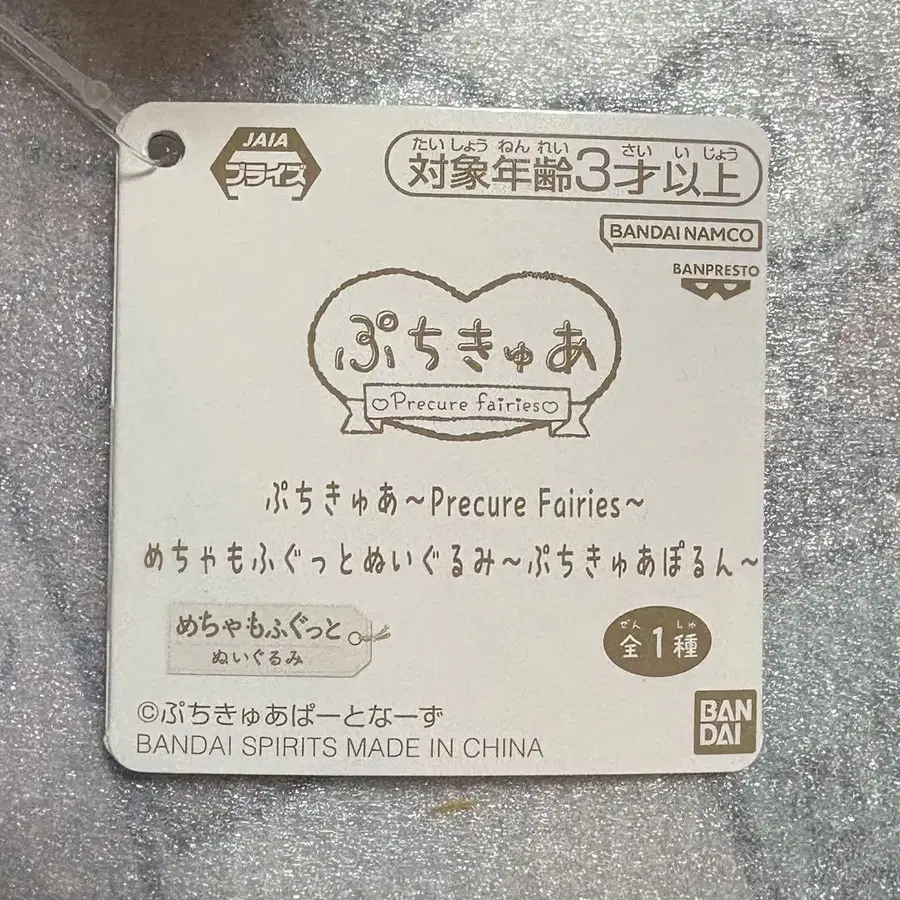 JAIA
プライズ
たいしょうねんれい さいいじょう
対象年齢3才以上
BANDAI NAMCO
BANPRESTO
ぷちきゅあ
♡Precure fairies♡
ぷちきゅあ～Precure Fairies～
めちゃもふぐっとぬいぐるみ～ぷちきゅあぽるん～
めちゃもふぐっと
ぬいぐるみ
ぜん しゅ
全1種
©ぷちきゅあぱーとなーず
BANDAI SPIRITS MADE IN CHINA
BAN
DAI